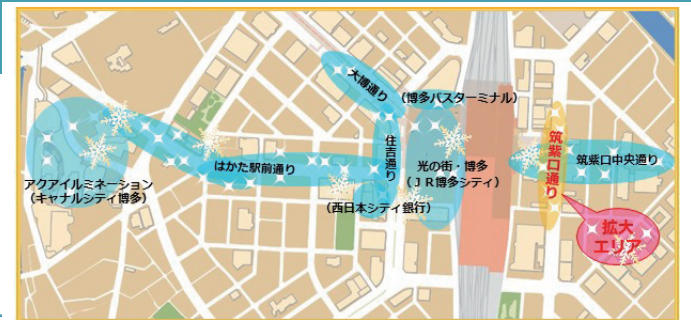 大博通り
(博多バスターミナル)
住吉通り
筑紫口通り
はかた駅前通り
光の街・博多
(JR博多シティ)
筑紫口中央通り
アクアイルミネーション
(キャナルシティ博多)
(西日本シティ銀行)
拡大
エリア